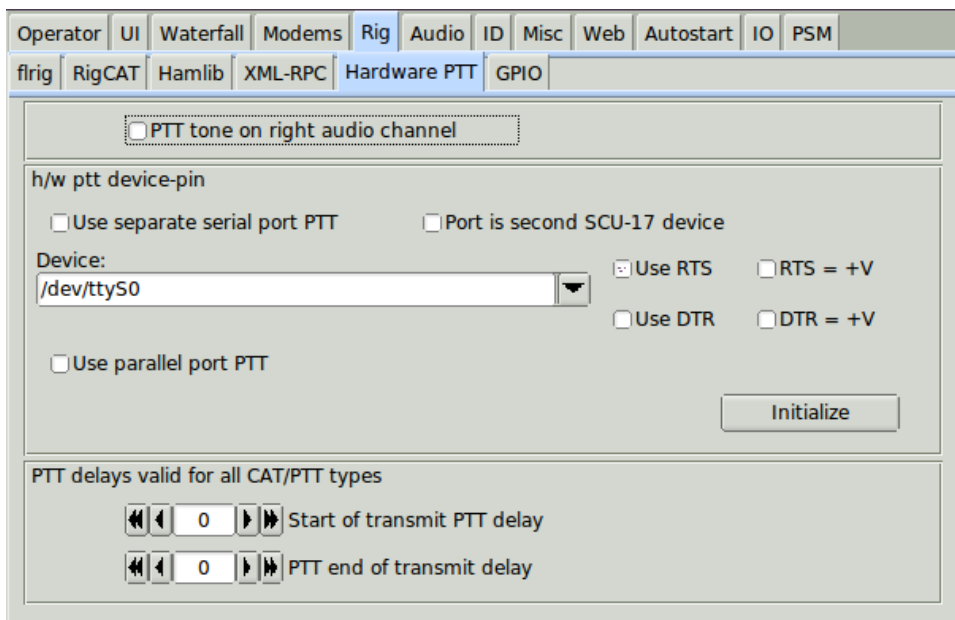 Operator UI Waterfall Modems Rig Audio ID Misc Web Autostart IO PSM
flrig RigCAT Hamlib XML-RPC Hardware PTT GPIO
PTT tone on right audio channel
h/w ptt device-pin
Use separate serial port PTT Port is second SCU-17 device
Device:
/dev/ttyS0
Use RTS RTS = +V
Use DTR DTR = +V
Use parallel port PTT
Initialize
PTT delays valid for all CAT/PTT types
0 Start of transmit PTT delay
0 PTT end of transmit delay